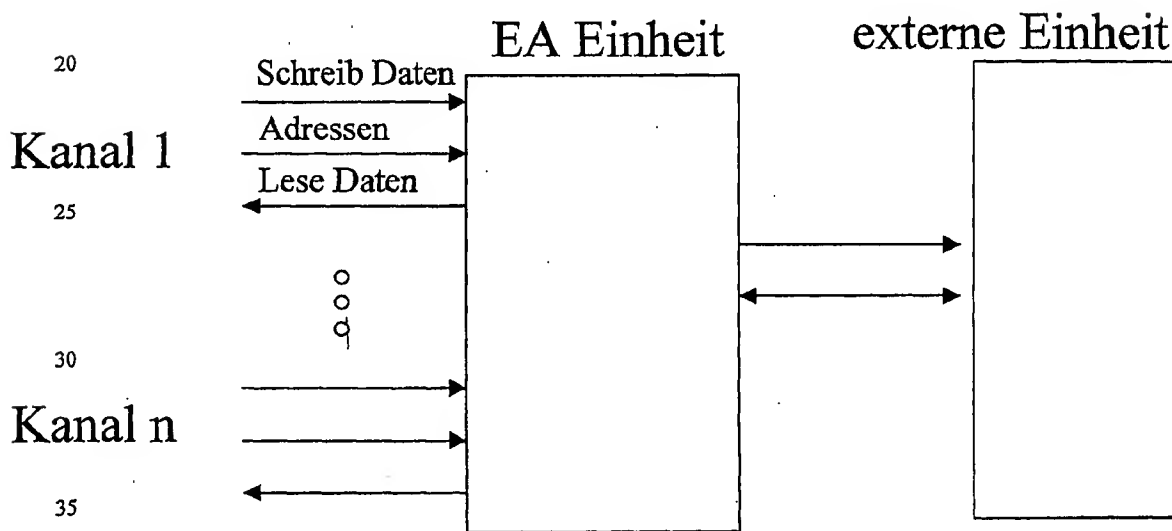 EA Einheit
externe Einheit
20
Schreib Daten
Adressen
Kanal 1
Lese Daten
25
30
Kanal n
35